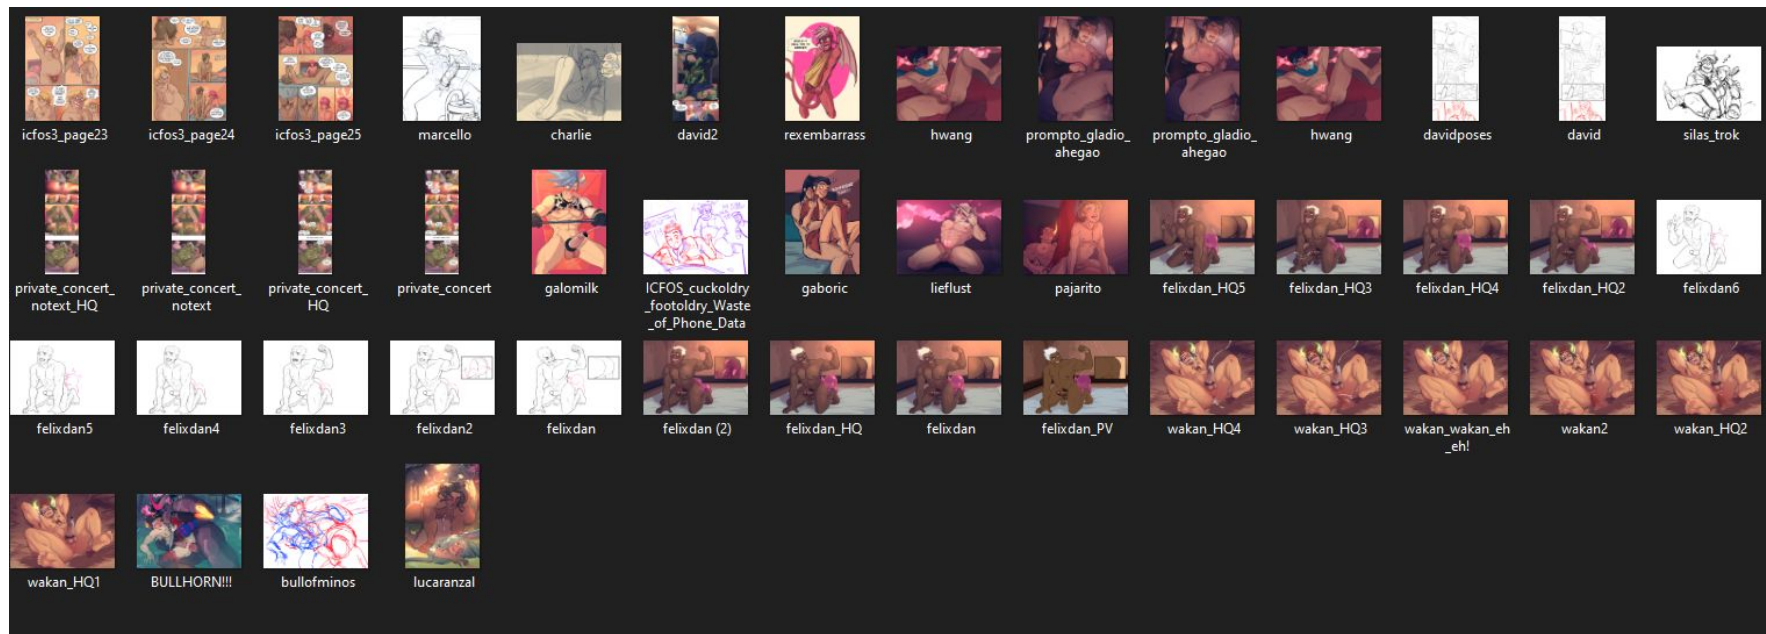 icfos3_page23
icfos3_page24
icfos3_page25
marcello
charlie
david2
rexembarrass
hwang
prompto_gladio_
ahegao
prompto_gladio_
ahegao
hwang
davidposes
david
silas_trok
private_concert_
notext_HQ
private_concert_
notext
private_concert_
HQ
private_concert
galomilk
ICFOS_cuckoldry
_footoldry_Waste
_of_Phone_Data
gaboric
lieflust
pajarito
felixdan_HQ5
felixdan_HQ3
felixdan_HQ4
felixdan_HQ2
felixdan6
felixdan5
felixdan4
felixdan3
felixdan2
felixdan
felixdan (2)
felixdan_HQ
felixdan
felixdan_PV
wakan_HQ4
wakan_HQ3
wakan_wakan_eh
_eh!
wakan2
wakan_HQ2
wakan_HQ1
BULLHORN!!!
bullofminos
lucaranzal